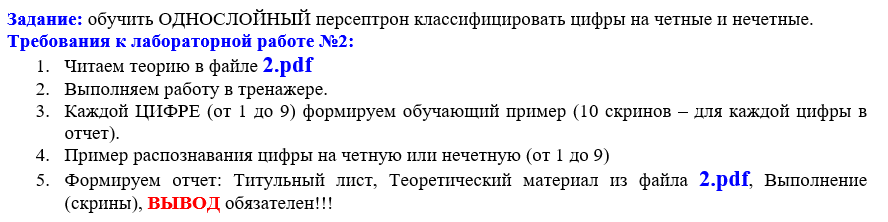 Задание: обучить ОДНОСЛОЙНЫЙ персептрон классифицировать цифры на четные и нечетные.
Требования к лабораторной работе №2:
1. Читаем теорию в файле 2.pdf
2. Выполняем работу в тренажере.
3. Каждой ЦИФРЕ (от 1 до 9) формируем обучающий пример (10 скринов – для каждой цифры в
отчет).
4. Пример распознавания цифры на четную или нечетную (от 1 до 9)
5. Формируем отчет: Титульный лист, Теоретический материал из файла 2.pdf, Выполнение
(скрины), ВЫВОД обязателен!!!